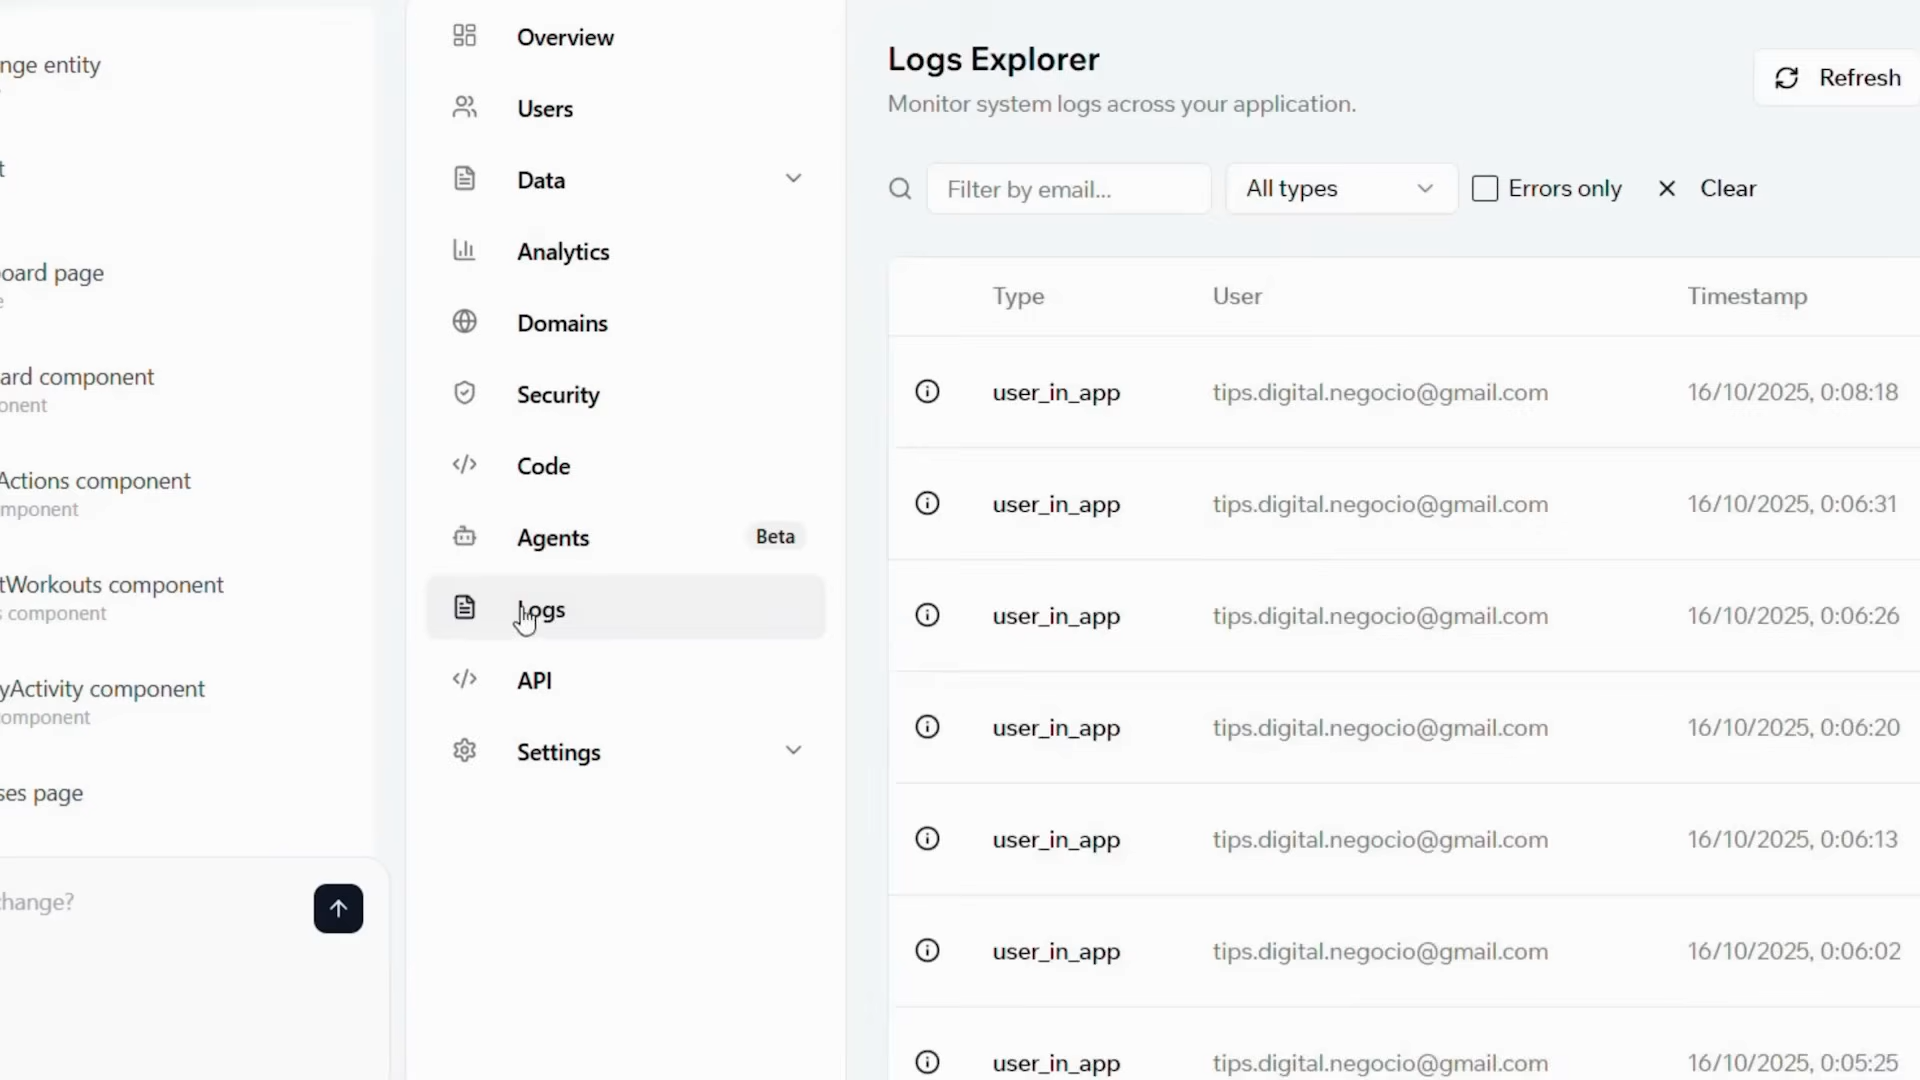 nge entity
t
oard page
e
ard component
onent
Actions component
mponent
tWorkouts component
s component
yActivity component
omponent
ses page
change?
Overview
Users
Data
Analytics
Domains
Security
Code
Agents Beta
Logs
API
Settings
Logs Explorer
Monitor system logs across your application.
Refresh
Filter by email... All types Errors only Clear
Type User Timestamp
user_in_app tips.digital.negocio@gmail.com 16/10/2025, 0:08:18
user_in_app tips.digital.negocio@gmail.com 16/10/2025, 0:06:31
user_in_app tips.digital.negocio@gmail.com 16/10/2025, 0:06:26
user_in_app tips.digital.negocio@gmail.com 16/10/2025, 0:06:20
user_in_app tips.digital.negocio@gmail.com 16/10/2025, 0:06:13
user_in_app tips.digital.negocio@gmail.com 16/10/2025, 0:06:02
user_in_app tips.digital.negocio@gmail.com 16/10/2025, 0:05:25